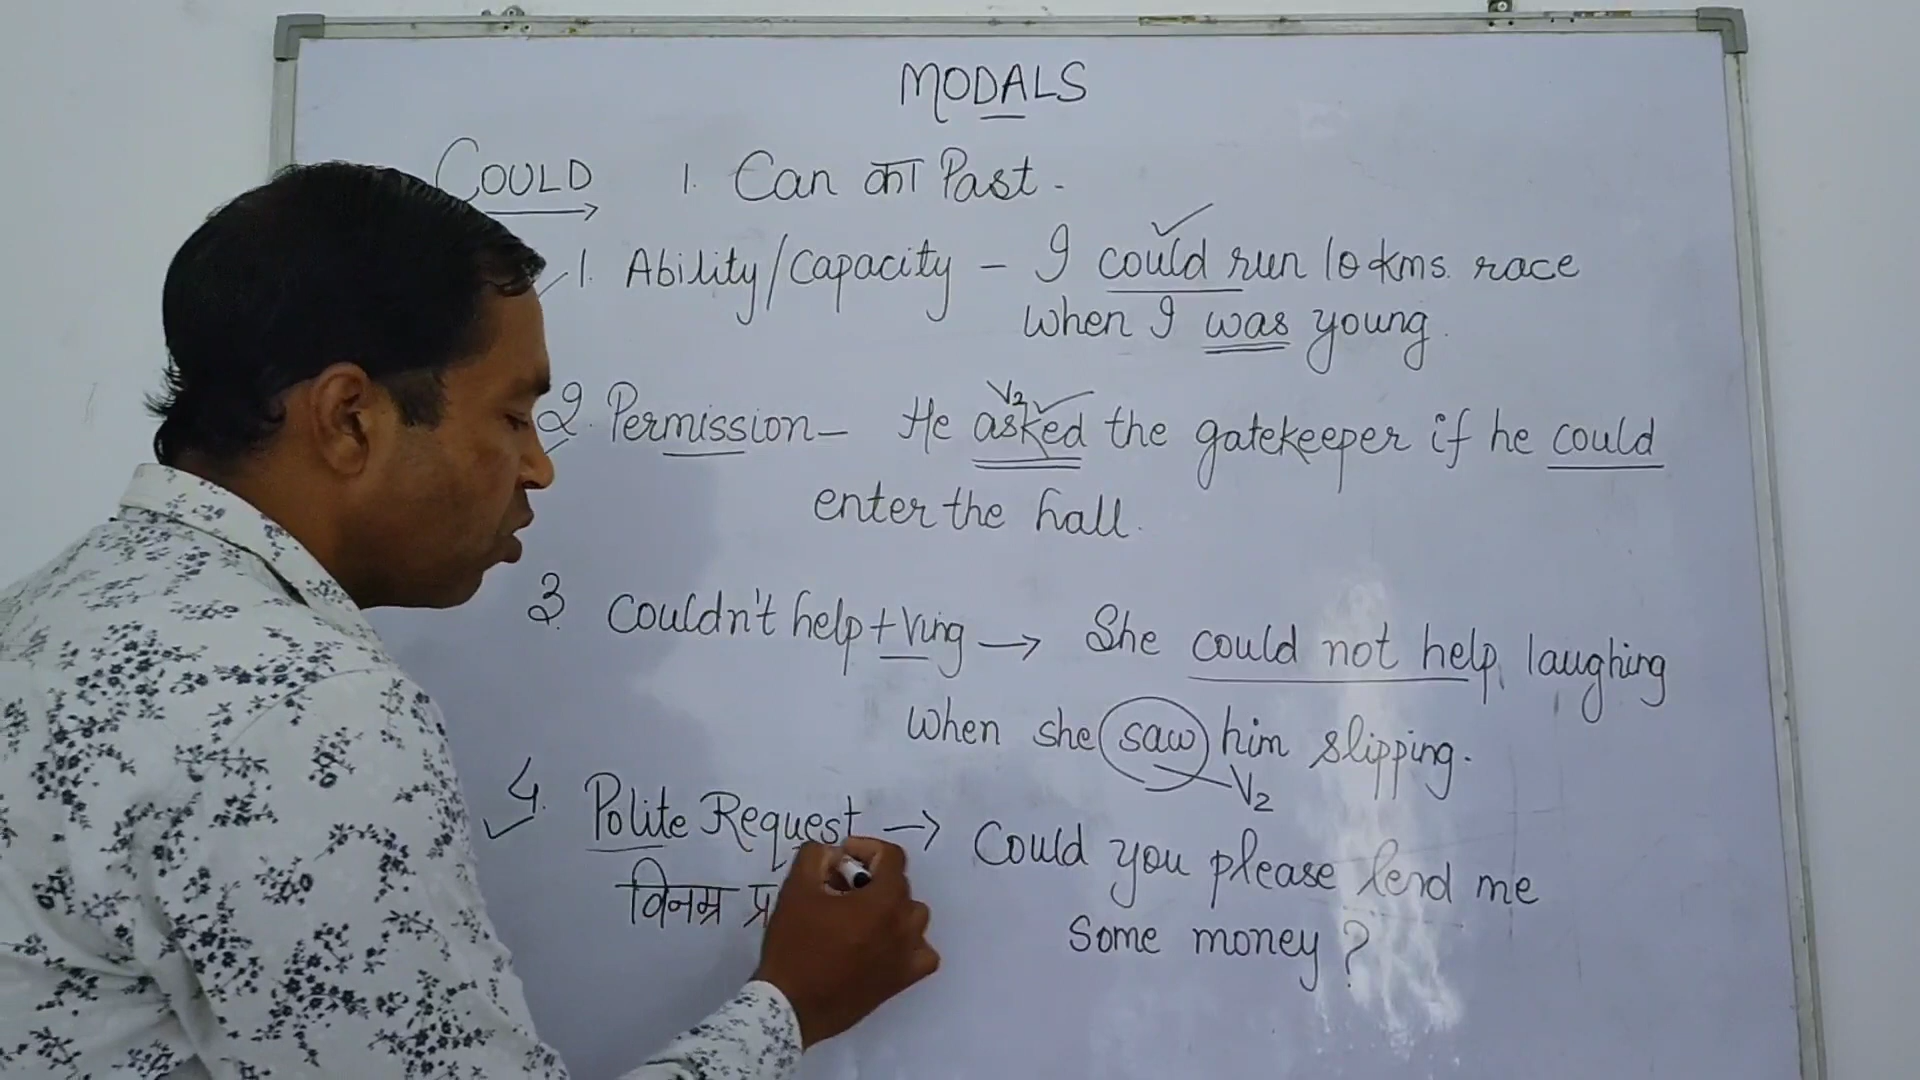 MODALS
COULD 1. Can का Past.
1. Ability/Capacity – I could run 10 kms. race
when I was young.
V2
2. Permission – He asked the gatekeeper if he could
enter the hall.
3. Couldn't help + Ving → She could not help laughing
when she saw him slipping.
V2
4. Polite Request → Could you please lend me
विनम्र
some money?